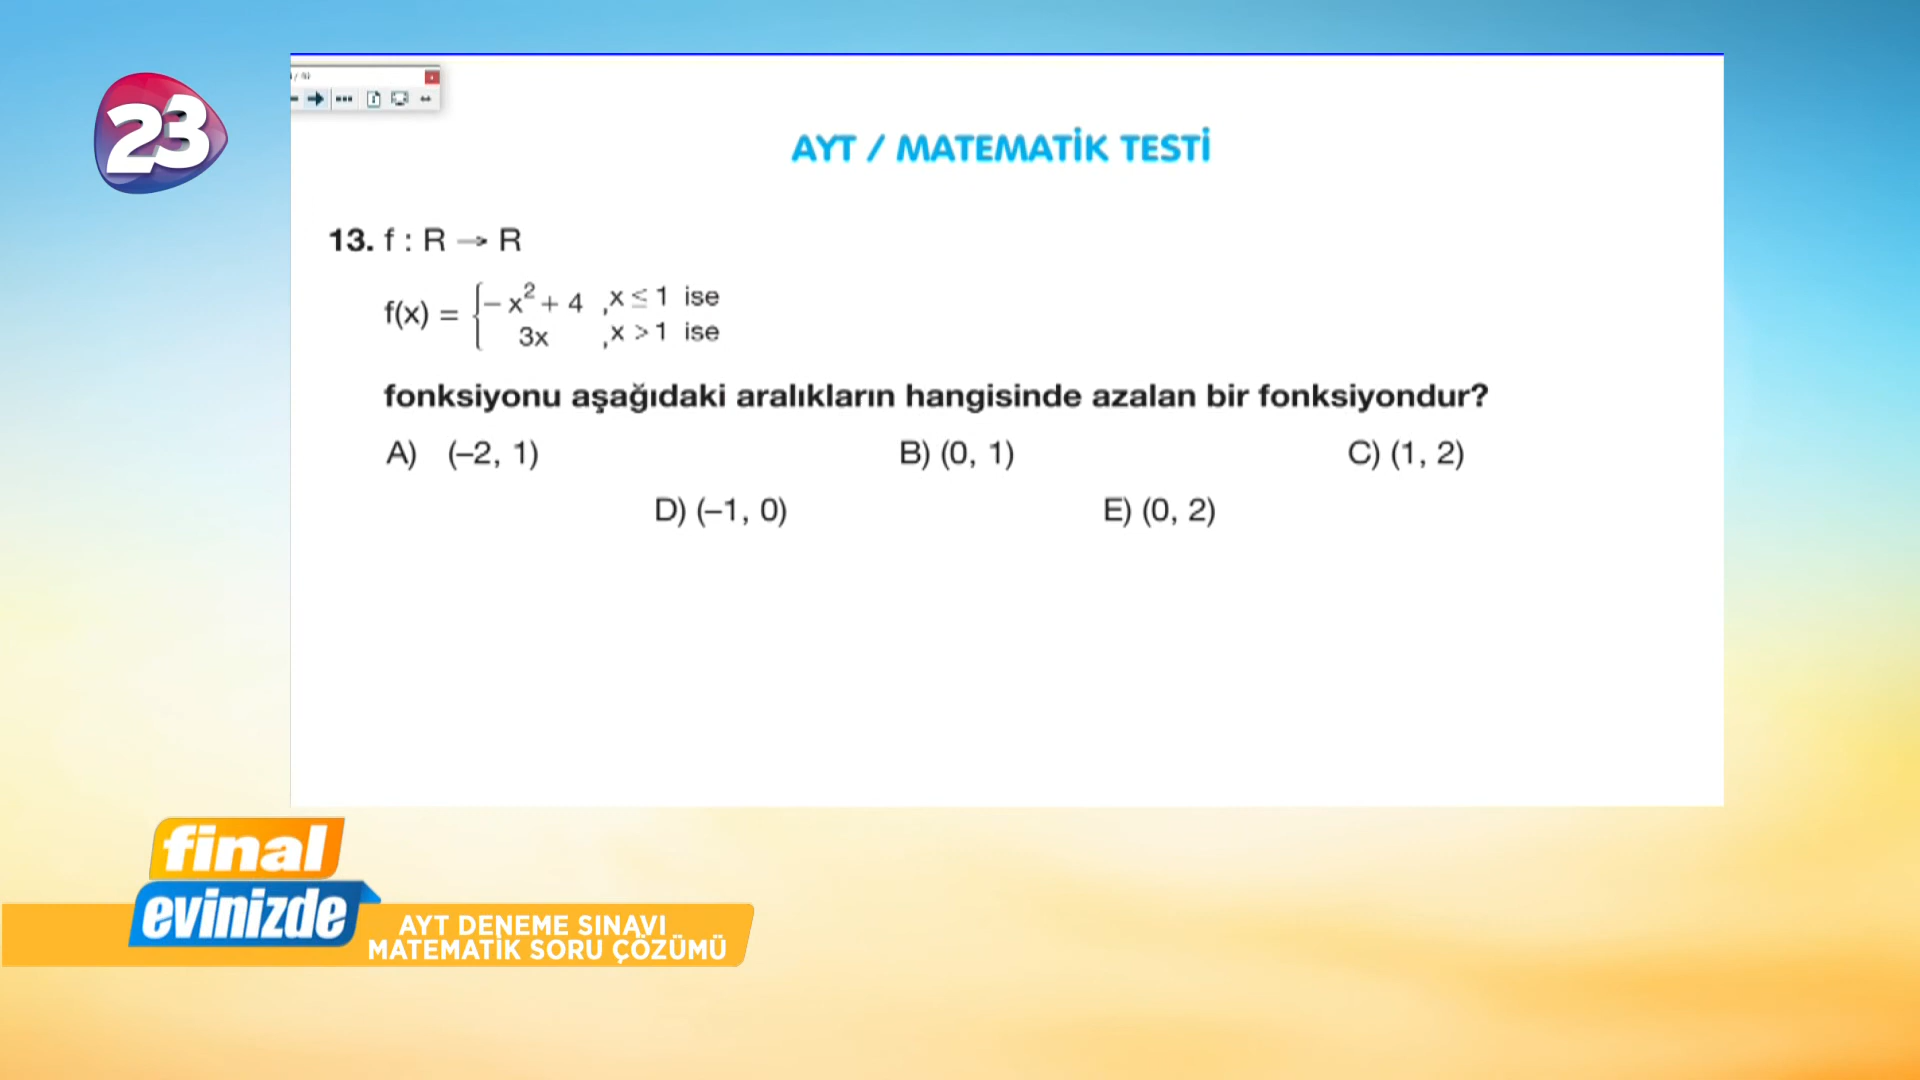 23
AYT / MATEMATİK TESTİ
13. f : R → R
f(x) = { – x² + 4 , x ≤ 1 ise
3x , x > 1 ise
fonksiyonu aşağıdaki aralıkların hangisinde azalan bir fonksiyondur?
A) (–2, 1) B) (0, 1) C) (1, 2)
D) (–1, 0) E) (0, 2)
final
evinizde
AYT DENEME SINAVI
MATEMATİK SORU ÇÖZÜMÜ